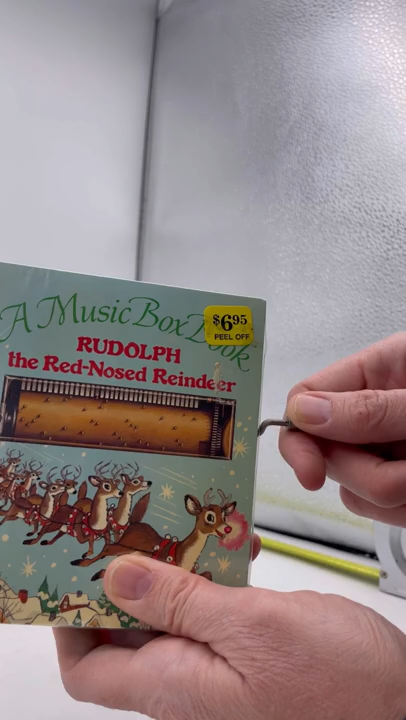 A Music Box Book
$6.95
PEEL OFF
RUDOLPH
the Red-Nosed Reindeer